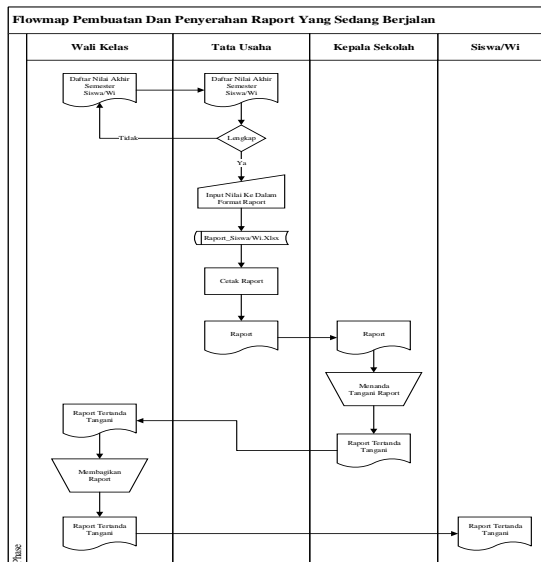 Flowmap Pembuatan Dan Penyerahan Raport Yang Sedang Berjalan
Wali Kelas
Tata Usaha
Kepala Sekolah
Siswa/Wi
Daftar Nilai Akhir
Semester
Siswa/Wi
Daftar Nilai Akhir
Semester
Siswa/Wi
Tidak
Lengkap
Ya
Input Nilai Ke Dalam
Format Raport
Raport_Siswa/Wi.Xlsx
Cetak Raport
Raport
Raport
Menanda
Tangani Raport
Raport Tertanda
Tangani
Raport Tertanda
Tangani
Membagikan
Raport
Raport Tertanda
Tangani
Raport Tertanda
Tangani
Phase